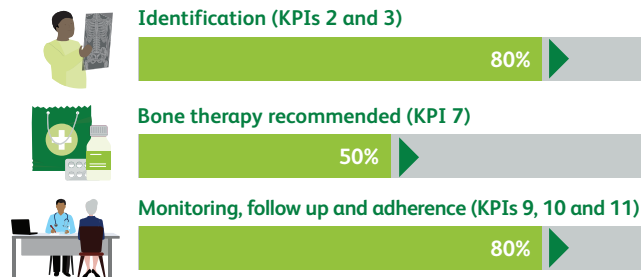 Identification (KPIs 2 and 3)
80%
Bone therapy recommended (KPI 7)
50%
Monitoring, follow up and adherence (KPIs 9, 10 and 11)
80%